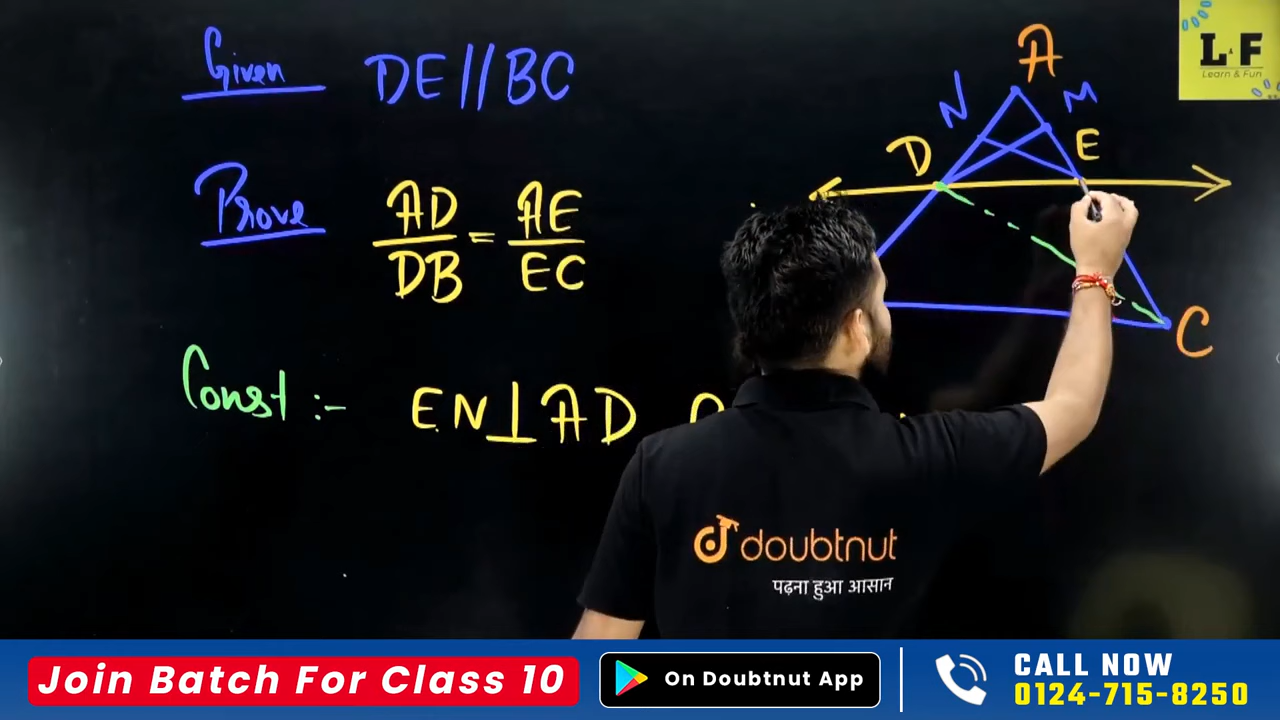 Given DE//BC
Prove AD/DB = AE/EC
Const :- EN⊥AD
A
N
M
D
E
C
L&F
Learn & Fun
doubtnut
पढ़ना हुआ आसान
Join Batch For Class 10
On Doubtnut App
CALL NOW
0124-715-8250